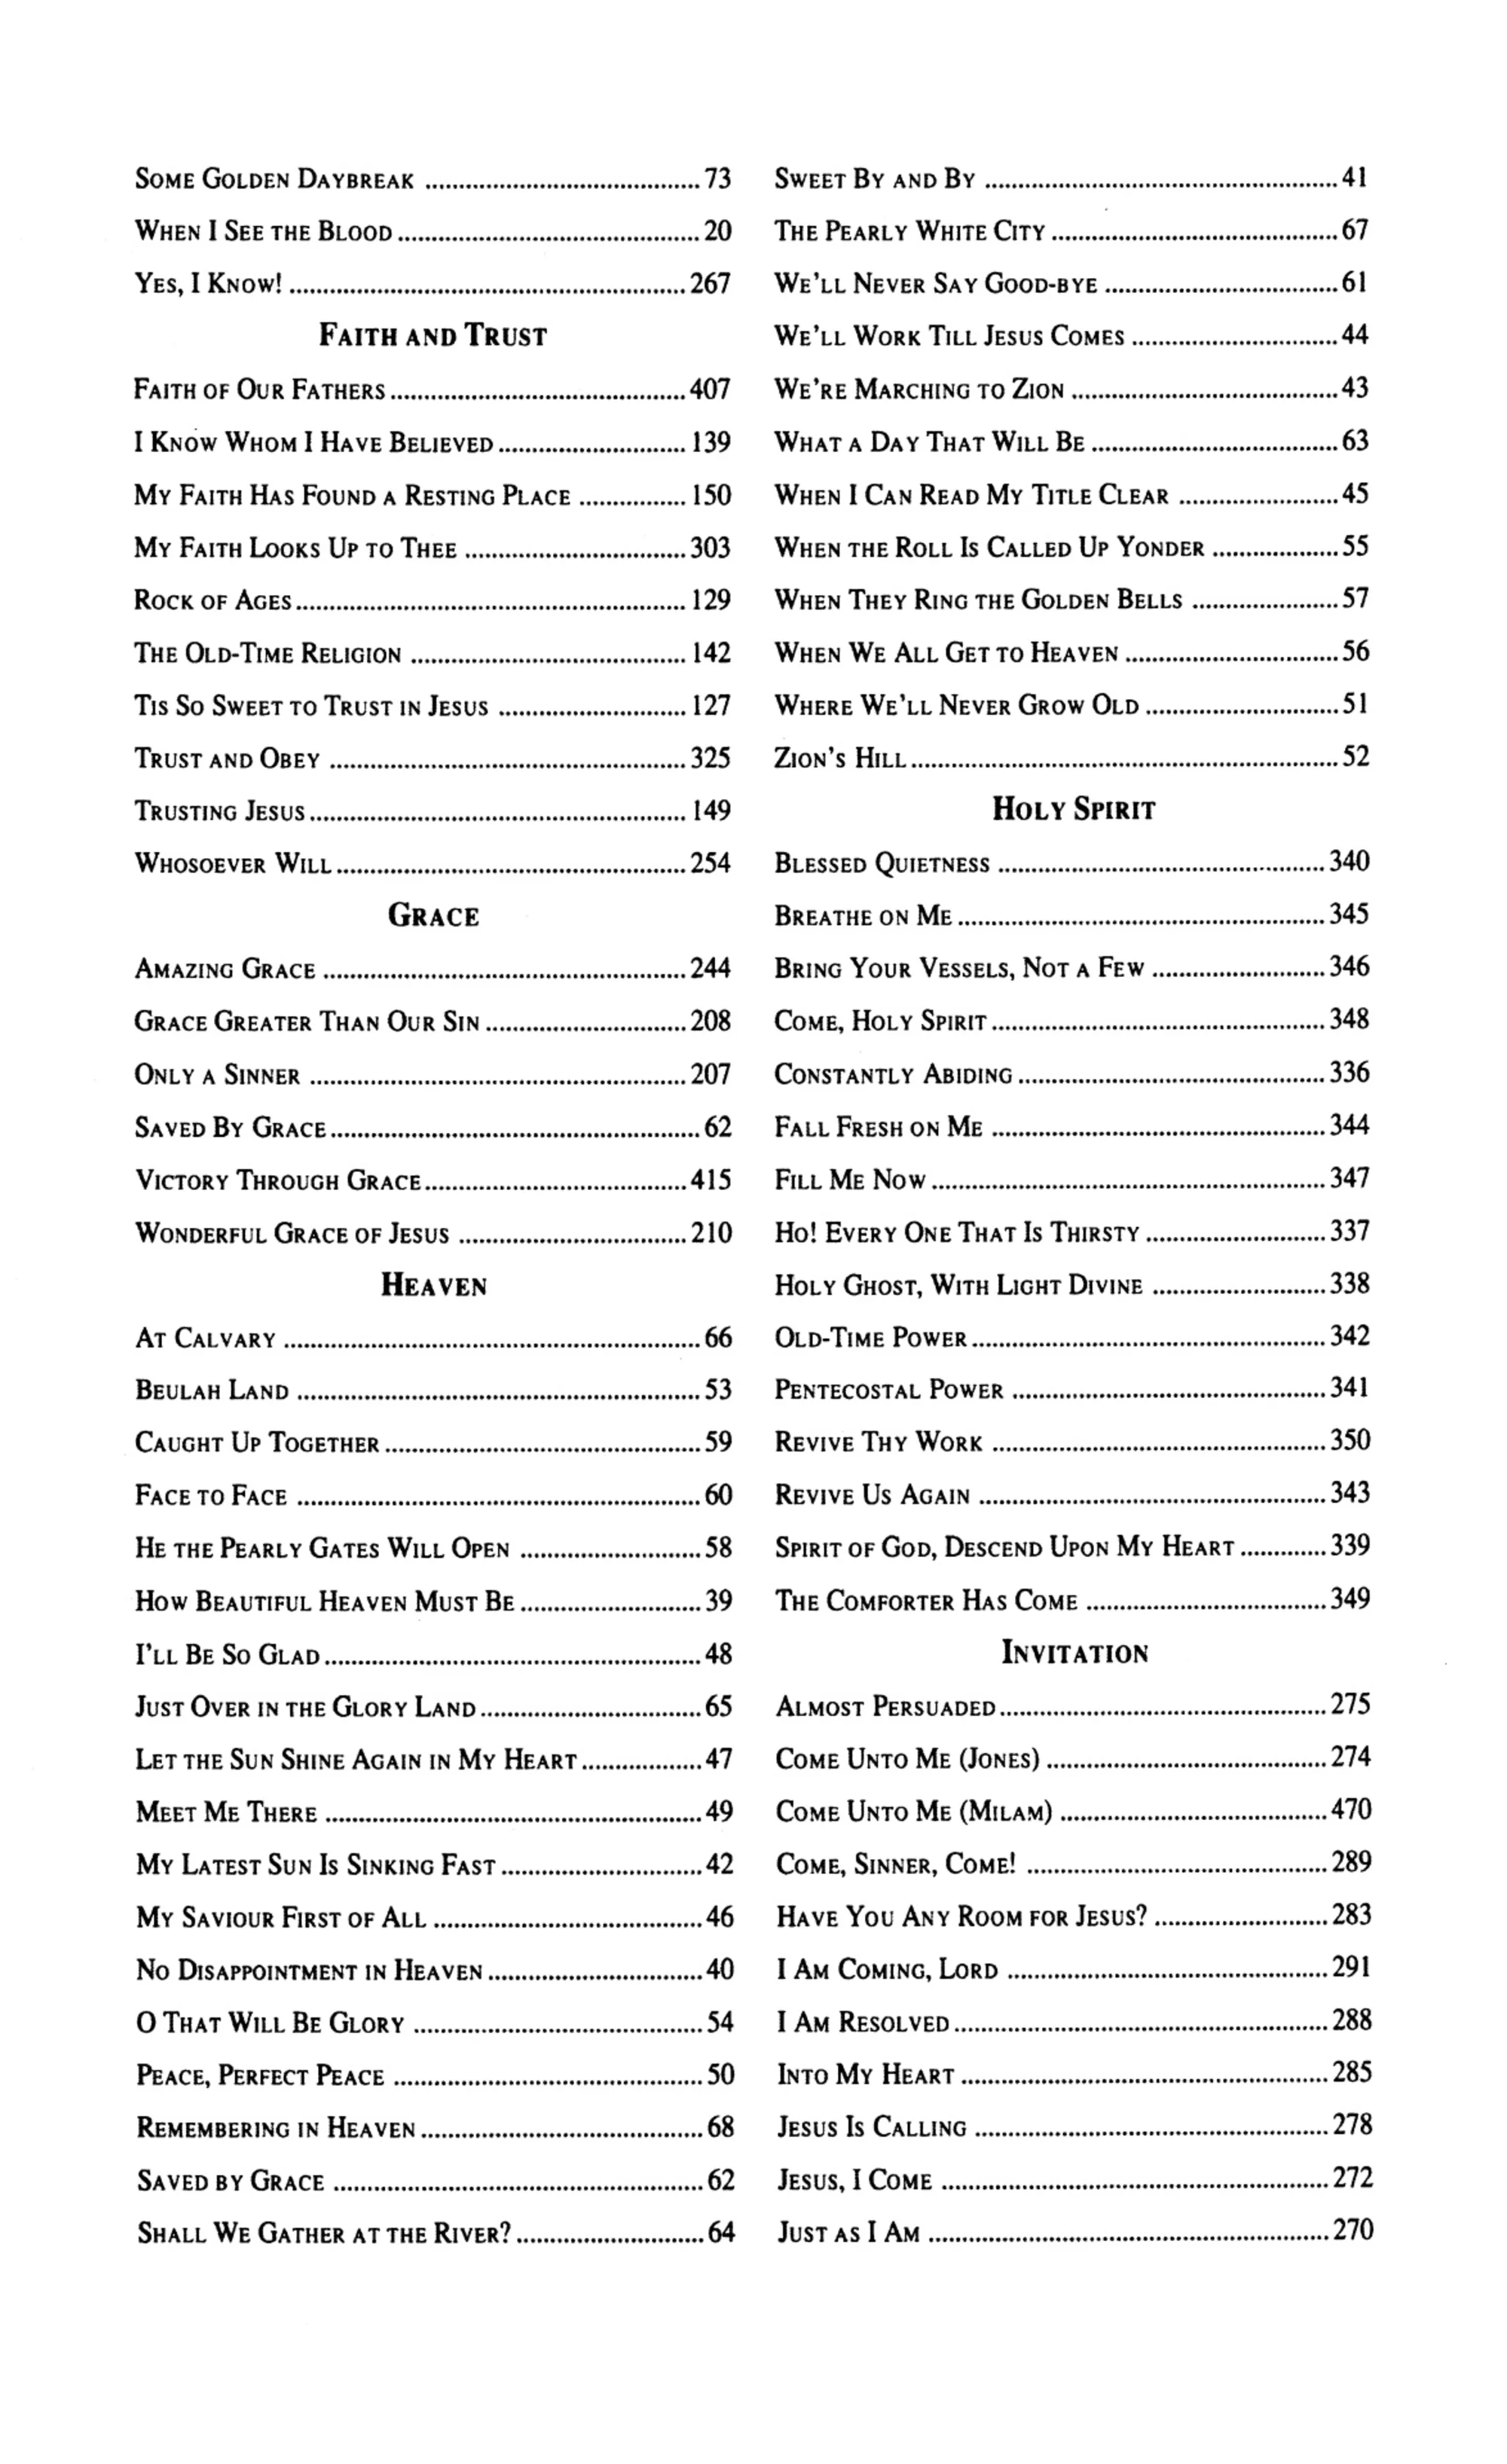 Some Golden Daybreak ........ 73
When I See the Blood ........ 20
Yes, I Know! ........ 267
Faith and Trust
Faith of Our Fathers ........ 407
I Know Whom I Have Believed ........ 139
My Faith Has Found a Resting Place ........ 150
My Faith Looks Up to Thee ........ 303
Rock of Ages ........ 129
The Old-Time Religion ........ 142
Tis So Sweet to Trust in Jesus ........ 127
Trust and Obey ........ 325
Trusting Jesus ........ 149
Whosoever Will ........ 254
Grace
Amazing Grace ........ 244
Grace Greater Than Our Sin ........ 208
Only a Sinner ........ 207
Saved By Grace ........ 62
Victory Through Grace ........ 415
Wonderful Grace of Jesus ........ 210
Heaven
At Calvary ........ 66
Beulah Land ........ 53
Caught Up Together ........ 59
Face to Face ........ 60
He the Pearly Gates Will Open ........ 58
How Beautiful Heaven Must Be ........ 39
I'll Be So Glad ........ 48
Just Over in the Glory Land ........ 65
Let the Sun Shine Again in My Heart ........ 47
Meet Me There ........ 49
My Latest Sun Is Sinking Fast ........ 42
My Saviour First of All ........ 46
No Disappointment in Heaven ........ 40
O That Will Be Glory ........ 54
Peace, Perfect Peace ........ 50
Remembering in Heaven ........ 68
Saved by Grace ........ 62
Shall We Gather at the River? ........ 64
Sweet By and By ........ 41
The Pearly White City ........ 67
We'll Never Say Good-bye ........ 61
We'll Work Till Jesus Comes ........ 44
We're Marching to Zion ........ 43
What a Day That Will Be ........ 63
When I Can Read My Title Clear ........ 45
When the Roll Is Called Up Yonder ........ 55
When They Ring the Golden Bells ........ 57
When We All Get to Heaven ........ 56
Where We'll Never Grow Old ........ 51
Zion's Hill ........ 52
Holy Spirit
Blessed Quietness ........ 340
Breathe on Me ........ 345
Bring Your Vessels, Not a Few ........ 346
Come, Holy Spirit ........ 348
Constantly Abiding ........ 336
Fall Fresh on Me ........ 344
Fill Me Now ........ 347
Ho! Every One That Is Thirsty ........ 337
Holy Ghost, With Light Divine ........ 338
Old-Time Power ........ 342
Pentecostal Power ........ 341
Revive Thy Work ........ 350
Revive Us Again ........ 343
Spirit of God, Descend Upon My Heart ........ 339
The Comforter Has Come ........ 349
Invitation
Almost Persuaded ........ 275
Come Unto Me (Jones) ........ 274
Come Unto Me (Milam) ........ 470
Come, Sinner, Come! ........ 289
Have You Any Room for Jesus? ........ 283
I Am Coming, Lord ........ 291
I Am Resolved ........ 288
Into My Heart ........ 285
Jesus Is Calling ........ 278
Jesus, I Come ........ 272
Just as I Am ........ 270